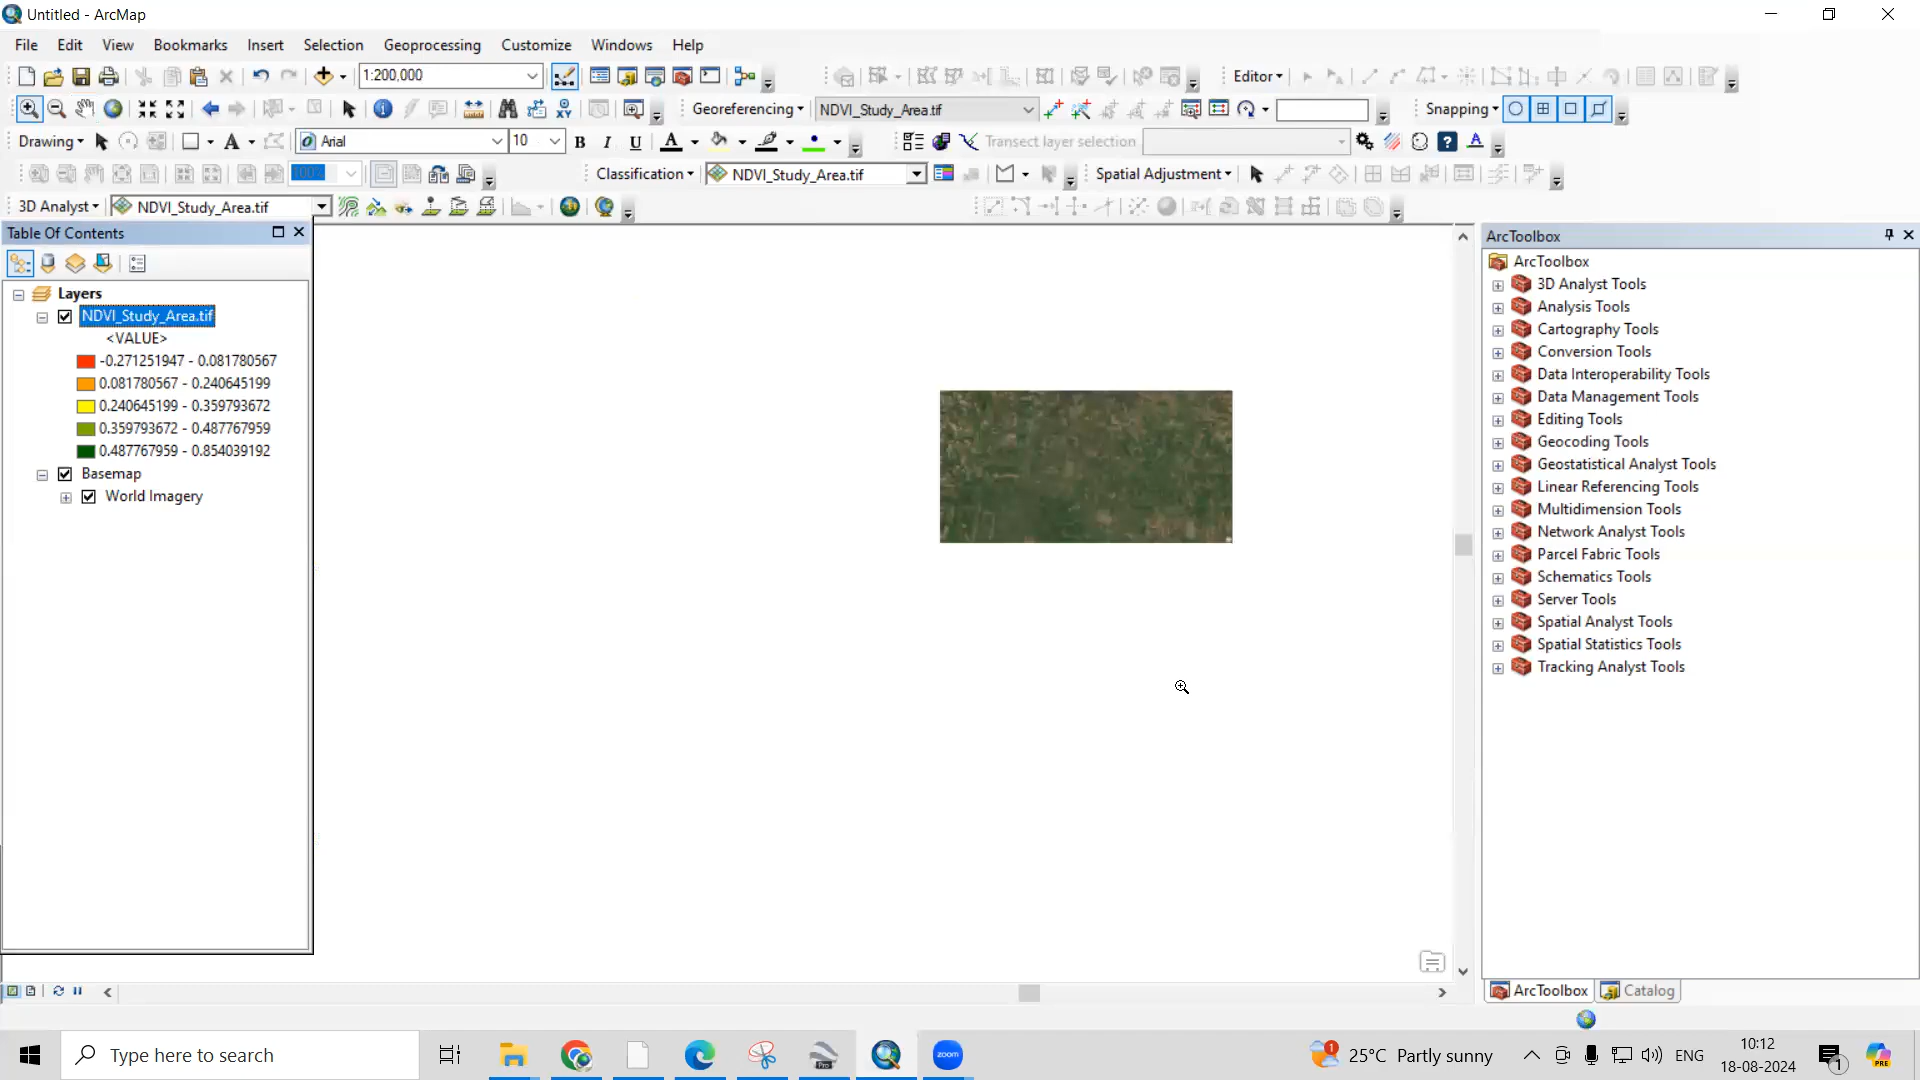 Untitled - ArcMap
File Edit View Bookmarks Insert Selection Geoprocessing Customize Windows Help
1:200,000 Editor
Georeferencing NDVI_Study_Area.tif Snapping
Drawing Arial 10 B I U A Transect layer selection
100% Classification NDVI_Study_Area.tif Spatial Adjustment
3D Analyst NDVI_Study_Area.tif
Table Of Contents
Layers
NDVI_Study_Area.tif
<VALUE>
-0.271251947 - 0.081780567
0.081780567 - 0.240645199
0.240645199 - 0.359793672
0.359793672 - 0.487767959
0.487767959 - 0.854039192
Basemap
World Imagery
ArcToolbox
ArcToolbox
3D Analyst Tools
Analysis Tools
Cartography Tools
Conversion Tools
Data Interoperability Tools
Data Management Tools
Editing Tools
Geocoding Tools
Geostatistical Analyst Tools
Linear Referencing Tools
Multidimension Tools
Network Analyst Tools
Parcel Fabric Tools
Schematics Tools
Server Tools
Spatial Analyst Tools
Spatial Statistics Tools
Tracking Analyst Tools
ArcToolbox Catalog
Type here to search
Pro
zoom
1
25°C Partly sunny
ENG
10:12
18-08-2024
1
PRE